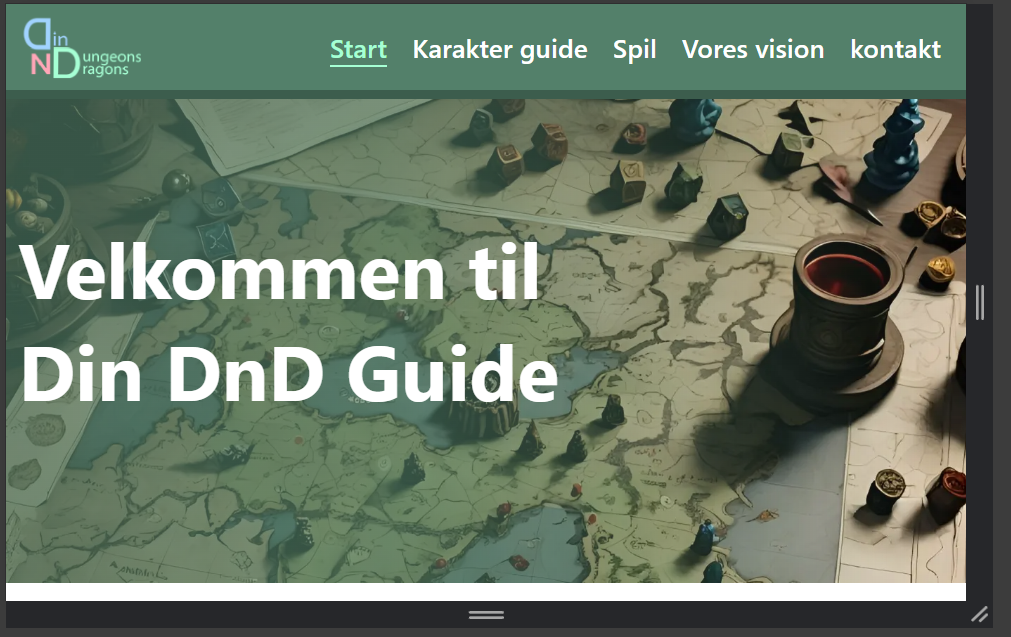 Din
Dungeons
N Dragons
Start Karakter guide Spil Vores vision kontakt
Velkommen til
Din DnD Guide